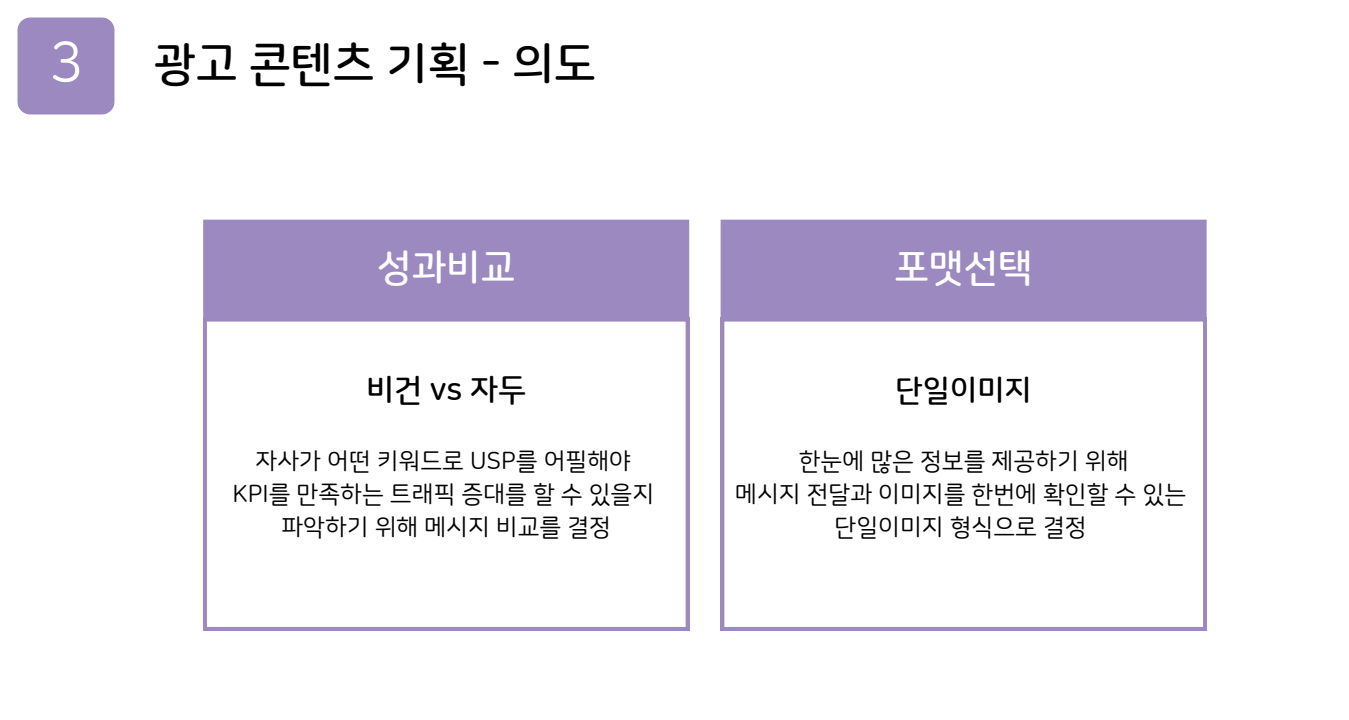 3
광고 콘텐츠 기획 - 의도
성과비교
비건 vs 자두
자사가 어떤 키워드로 USP를 어필해야
KPI를 만족하는 트래픽 증대를 할 수 있을지
파악하기 위해 메시지 비교를 결정
포맷선택
단일이미지
한눈에 많은 정보를 제공하기 위해
메시지 전달과 이미지를 한번에 확인할 수 있는
단일이미지 형식으로 결정